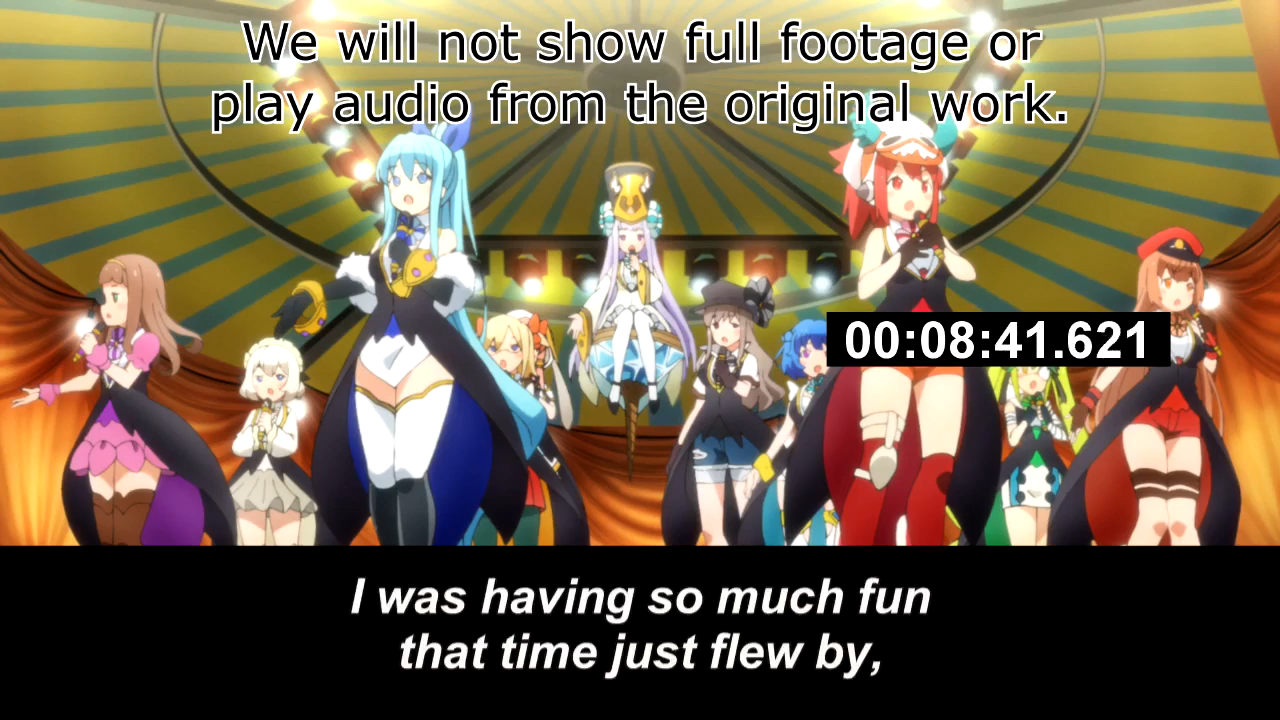 We will not show full footage or
play audio from the original work.
00:08:41.621
I was having so much fun
that time just flew by,